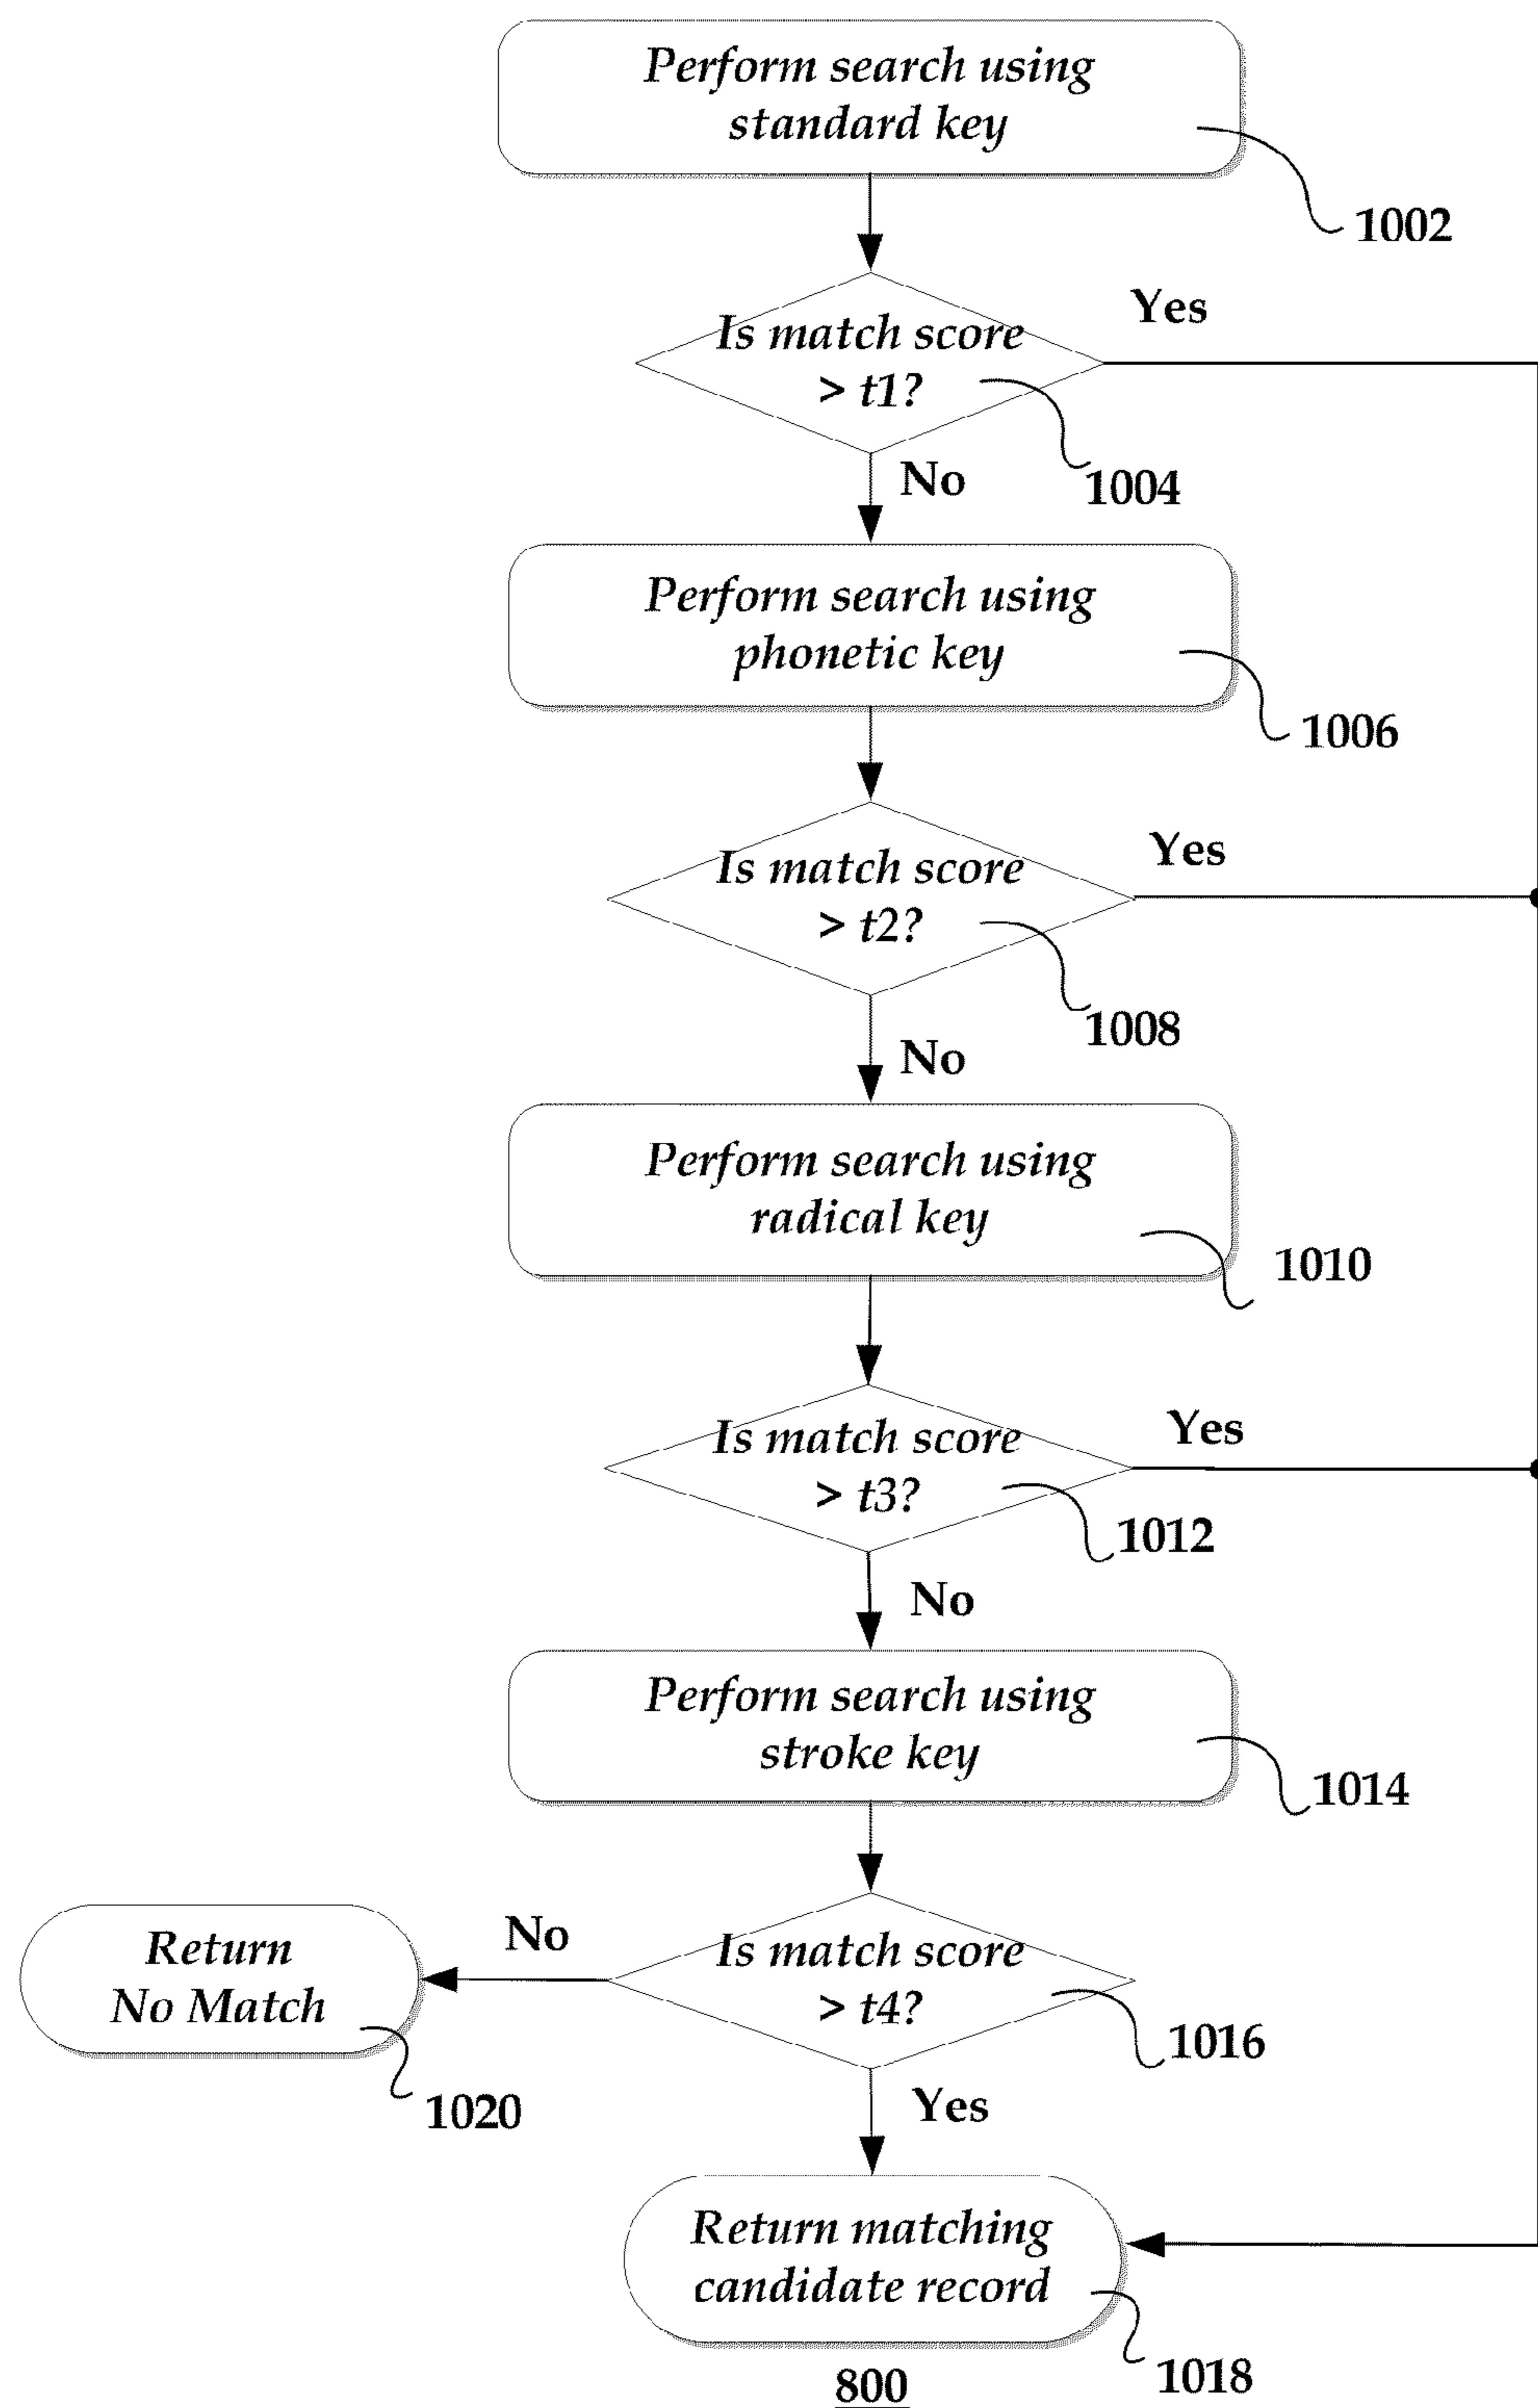 Perform search using
standard key
1002
Yes
Is match score
> t1?
1004
No
Perform search using
phonetic key
1006
Yes
Is match score
> t2?
1008
No
Perform search using
radical key
1010
Yes
Is match score
> t3?
1012
No
Perform search using
stroke key
1014
Return
No Match
1020
No
Is match score
> t4?
1016
Yes
Return matching
candidate record
1018
800